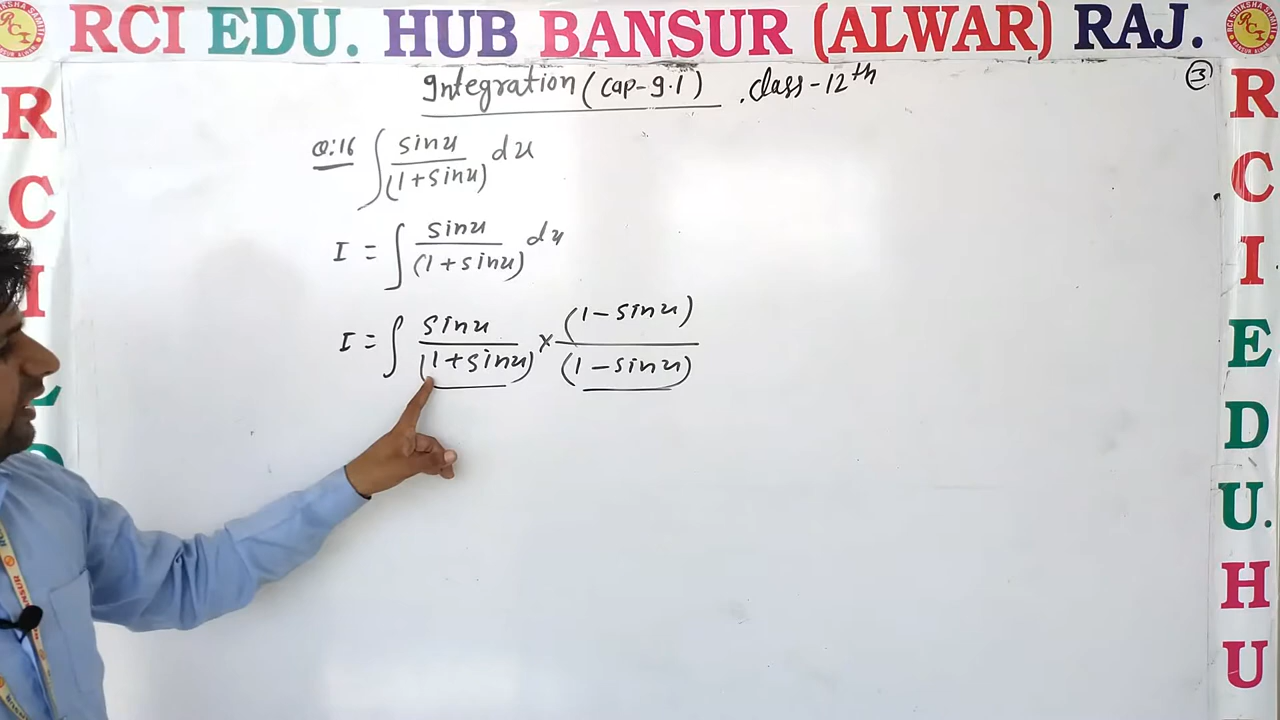 RCI EDU. HUB BANSUR (ALWAR) RAJ.
Integration (Cap-9.1) . Class-12th
3
Q:16 ∫ sinx/(1+sinx) dx
I = ∫ sinx/(1+sinx) dx
I = ∫ sinx/(1+sinx) × (1-sinx)/(1-sinx)
R
C
I
R
C
I
E
D
U.
H
U